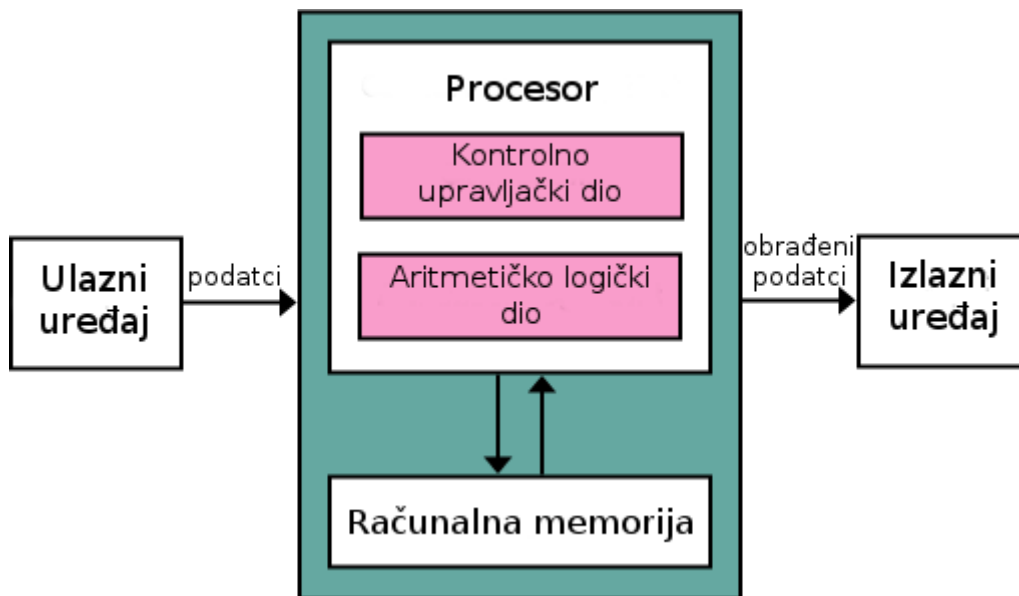 Procesor
Kontrolno
upravljački dio
Aritmetičko logički
dio
Ulazni
uređaj
podatci
obrađeni
podatci
Izlazni
uređaj
Računalna memorija